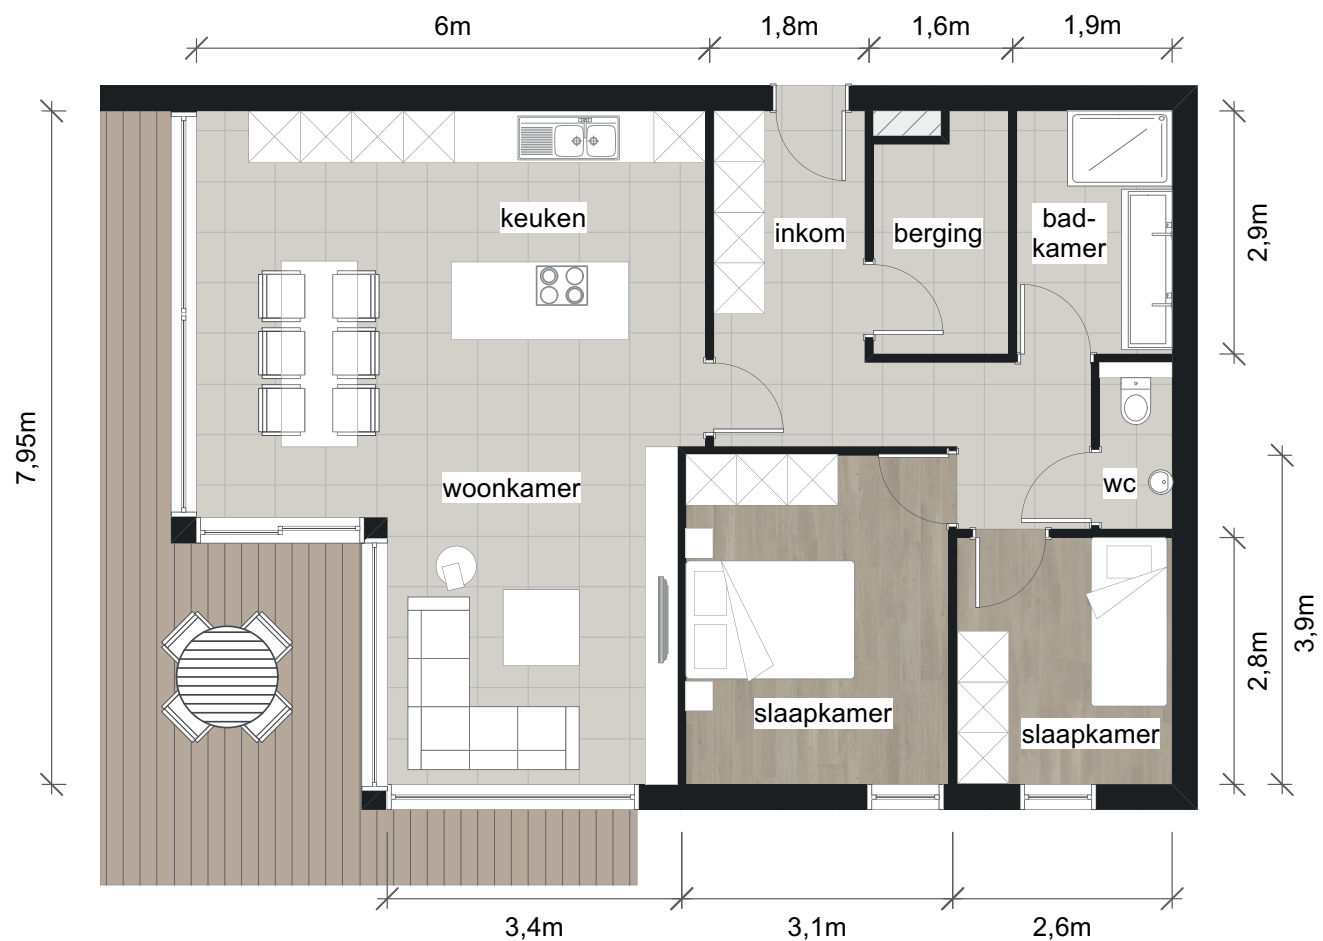 6m
1,8m
1,6m
1,9m
keuken
inkom
berging
bad-
kamer
2,9m
7,95m
woonkamer
wc
slaapkamer
slaapkamer
2,8m
3,9m
3,4m
3,1m
2,6m